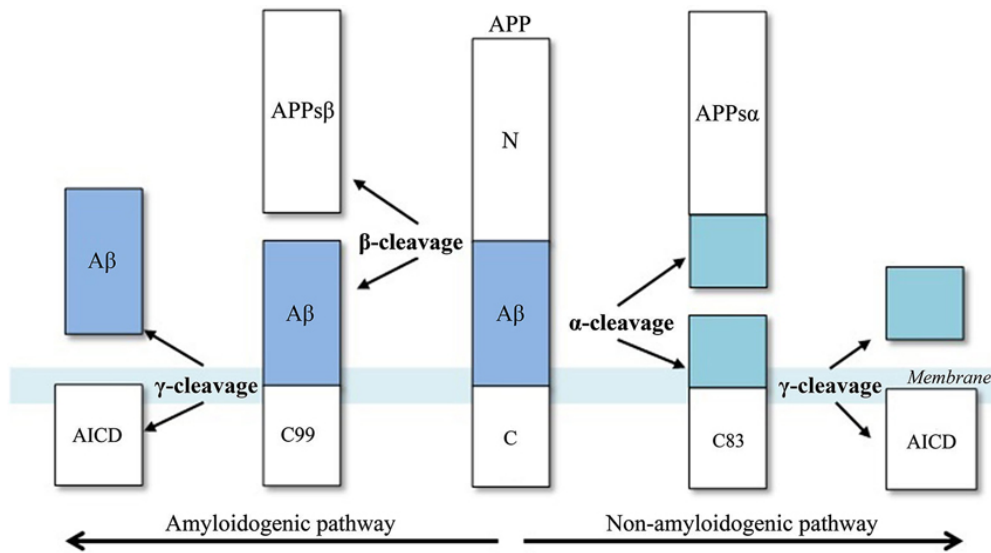 APP
APPsβ
APPsα
N
β-cleavage
Aβ
Aβ
Aβ
α-cleavage
γ-cleavage
γ-cleavage
Membrane
AICD
C99
C
C83
AICD
Amyloidogenic pathway
Non-amyloidogenic pathway